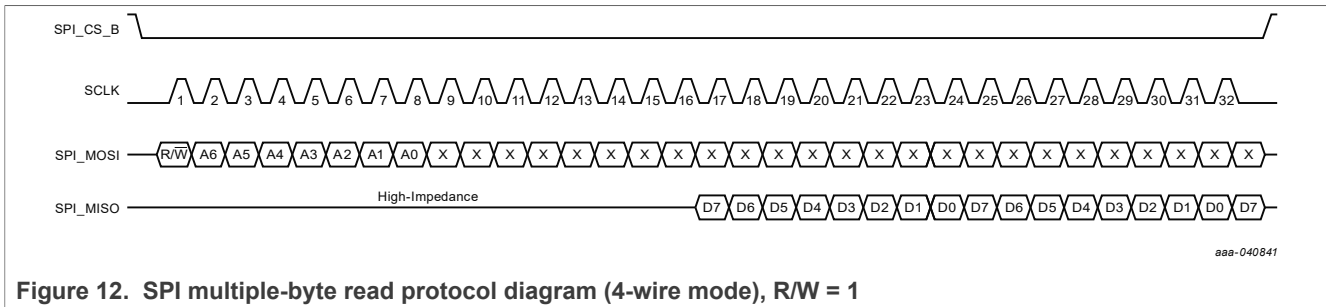 SPI_CS_B
SCLK 1 2 3 4 5 6 7 8 9 10 11 12 13 14 15 16 17 18 19 20 21 22 23 24 25 26 27 28 29 30 31 32
SPI_MOSI R/W̅ A6 A5 A4 A3 A2 A1 A0 X X X X X X X X X X X X X X X X X X X X X X X X X
High-Impedance
SPI_MISO D7 D6 D5 D4 D3 D2 D1 D0 D7 D6 D5 D4 D3 D2 D1 D0 D7
aaa-040841
Figure 12. SPI multiple-byte read protocol diagram (4-wire mode), R/W = 1